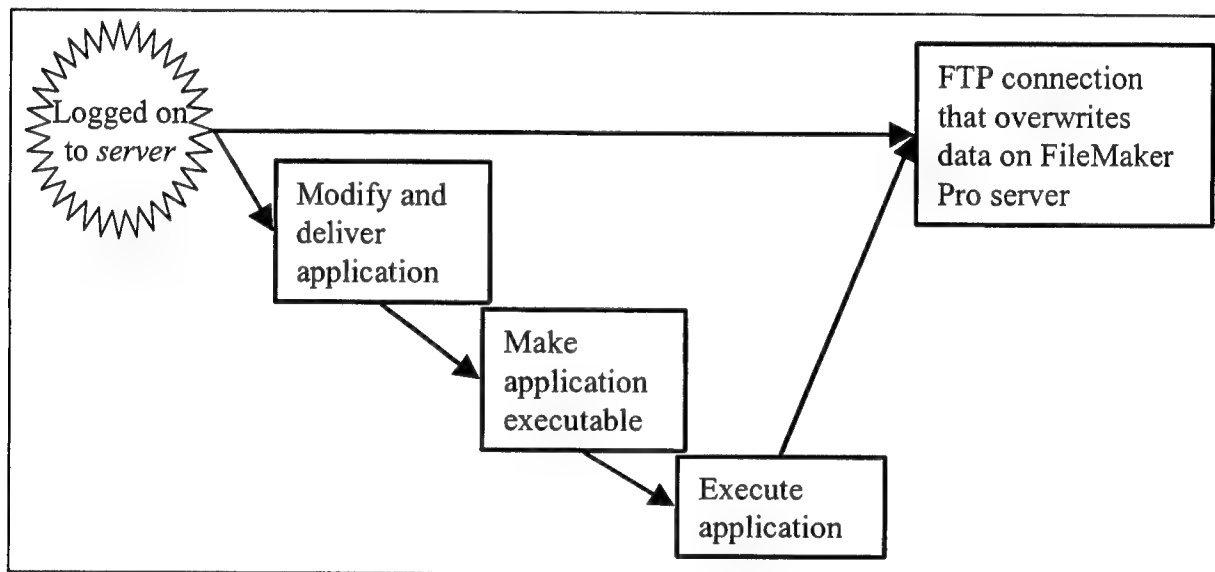 Logged on
to server
FTP connection
that overwrites
data on FileMaker
Pro server
Modify and
deliver
application
Make
application
executable
Execute
application